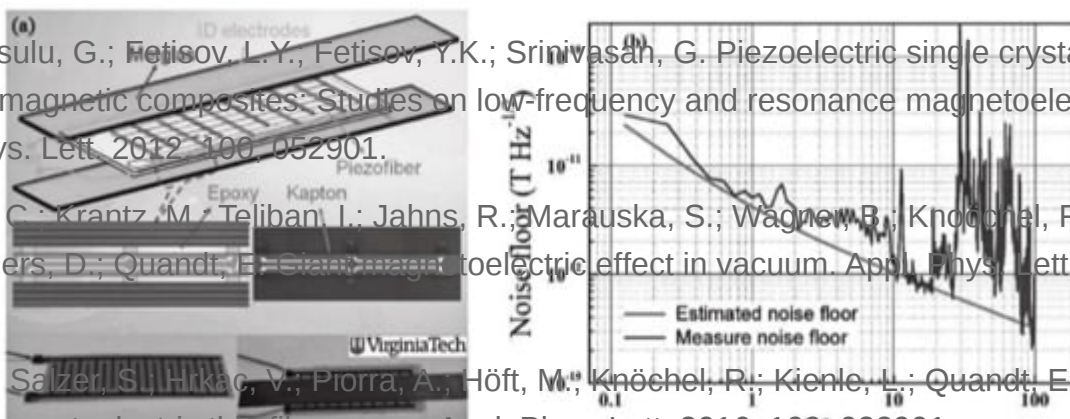 (a)
ID electrodes
sulu, G.; Fetisov, L.Y.; Fetisov, Y.K.; Srinivasan, G. Piezoelectric single crysta
magnetic composites: Studies on low-frequency and resonance magnetoele
ys. Lett. 2012, 100, 052901.
Piezofiber
Epoxy Kapton
C.; Krantz, M.; Teliban, I.; Jahns, R.; Marauska, S.; Wagner, B.; Knöchel, R
ers, D.; Quandt, E. Giant magnetoelectric effect in vacuum. Appl. Phys. Lett
VirginiaTech
Salzer, S.; Hrkac, V.; Piorra, A.; Höft, M.; Knöchel, R.; Kienle, L.; Quandt, E
(b)
Noise floor (T Hz
Estimated noise floor
Measure noise floor
0.1 1 10 100